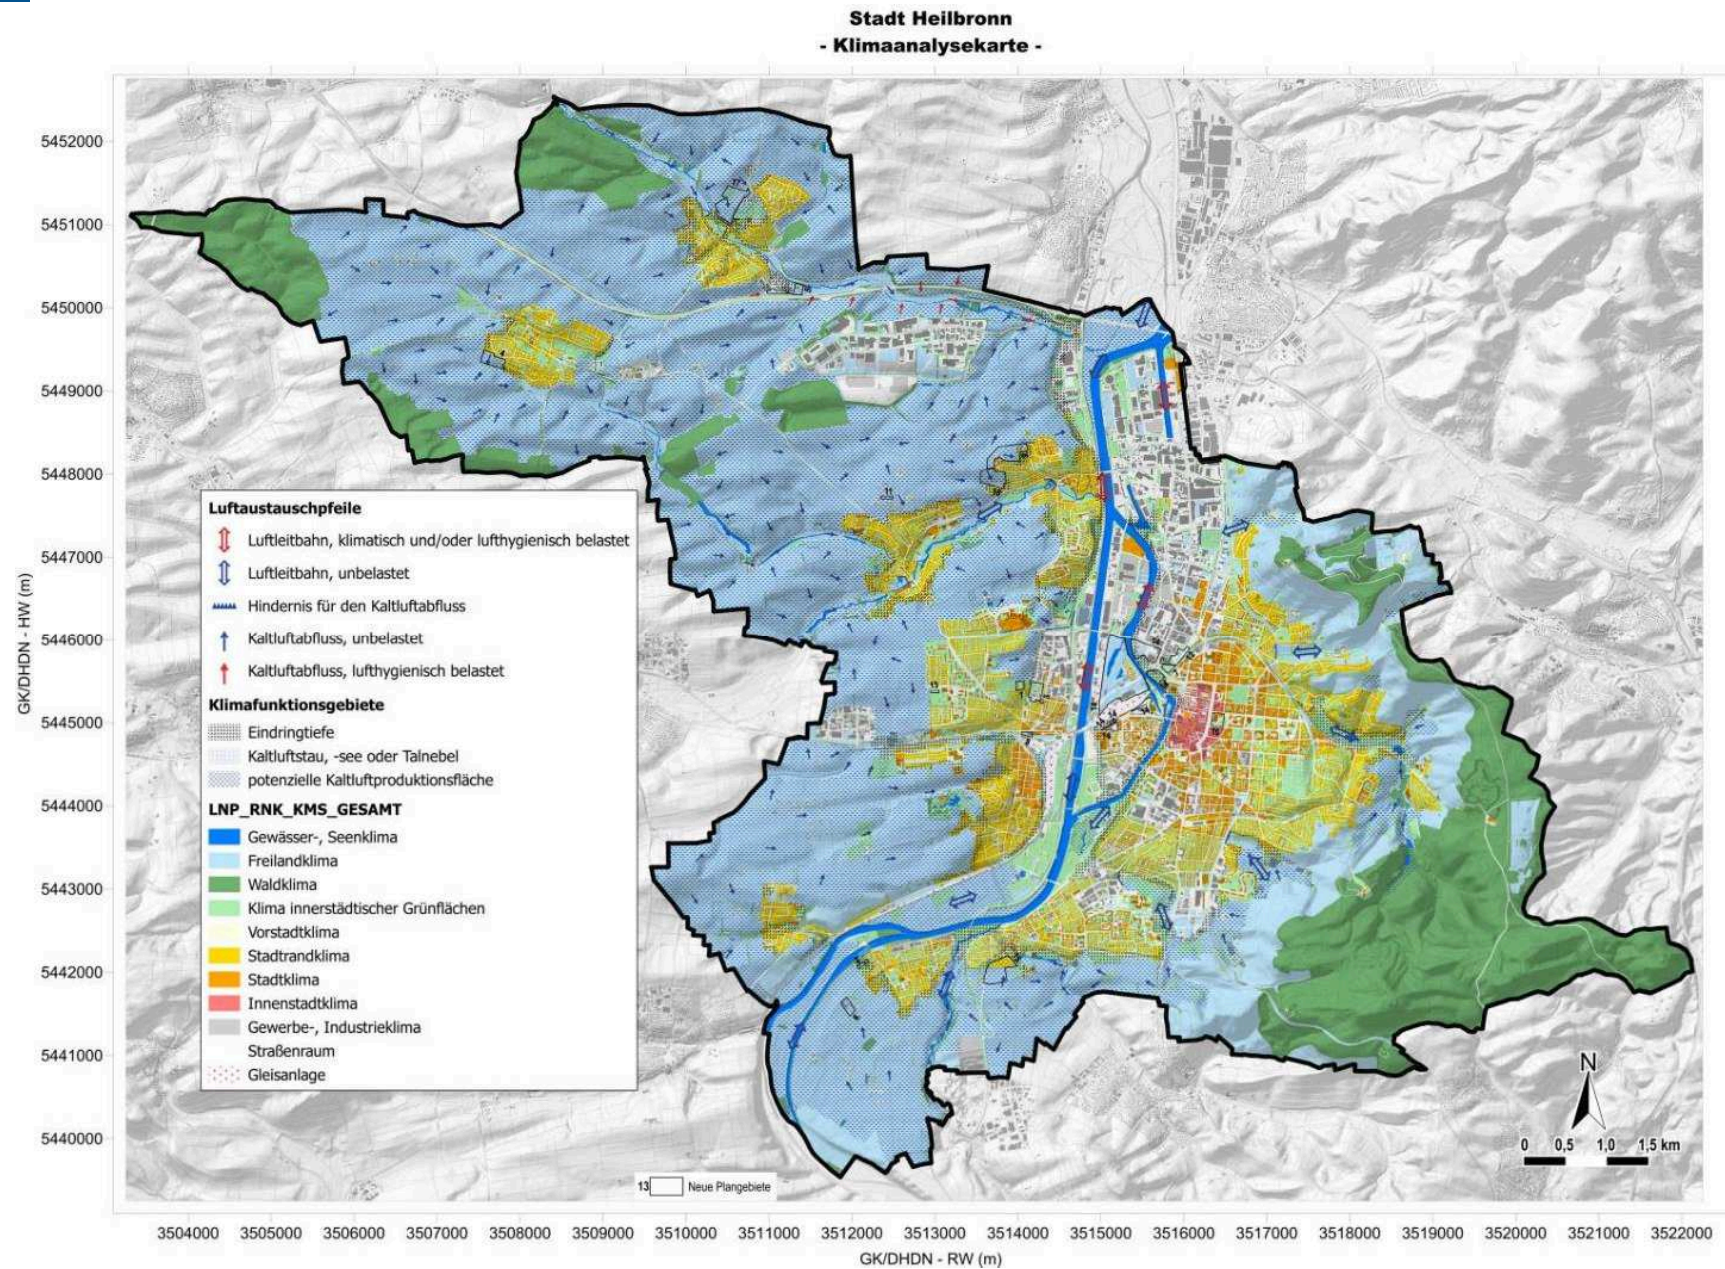 Stadt Heilbronn
- Klimaanalysekarte -
GK/DHDN - HW (m)
5452000
5451000
5450000
5449000
5448000
5447000
5446000
5445000
5444000
5443000
5442000
5441000
5440000
Luftaustauschpfeile
Luftleitbahn, klimatisch und/oder lufthygienisch belastet
Luftleitbahn, unbelastet
Hindernis für den Kaltluftabfluss
Kaltluftabfluss, unbelastet
Kaltluftabfluss, lufthygienisch belastet
Klimafunktionsgebiete
Eindringtiefe
Kaltluftstau, -see oder Talnebel
potenzielle Kaltluftproduktionsfläche
LNP_RNK_KMS_GESAMT
Gewässer-, Seenklima
Freilandklima
Waldklima
Klima innerstädtischer Grünflächen
Vorstadtklima
Stadtrandklima
Stadtklima
Innenstadtklima
Gewerbe-, Industrieklima
Straßenraum
Gleisanlage
4
11
13
N
0 0,5 1,0 1,5 km
13 Neue Plangebiete
3504000 3505000 3506000 3507000 3508000 3509000 3510000 3511000 3512000 3513000 3514000 3515000 3516000 3517000 3518000 3519000 3520000 3521000 3522000
GK/DHDN - RW (m)